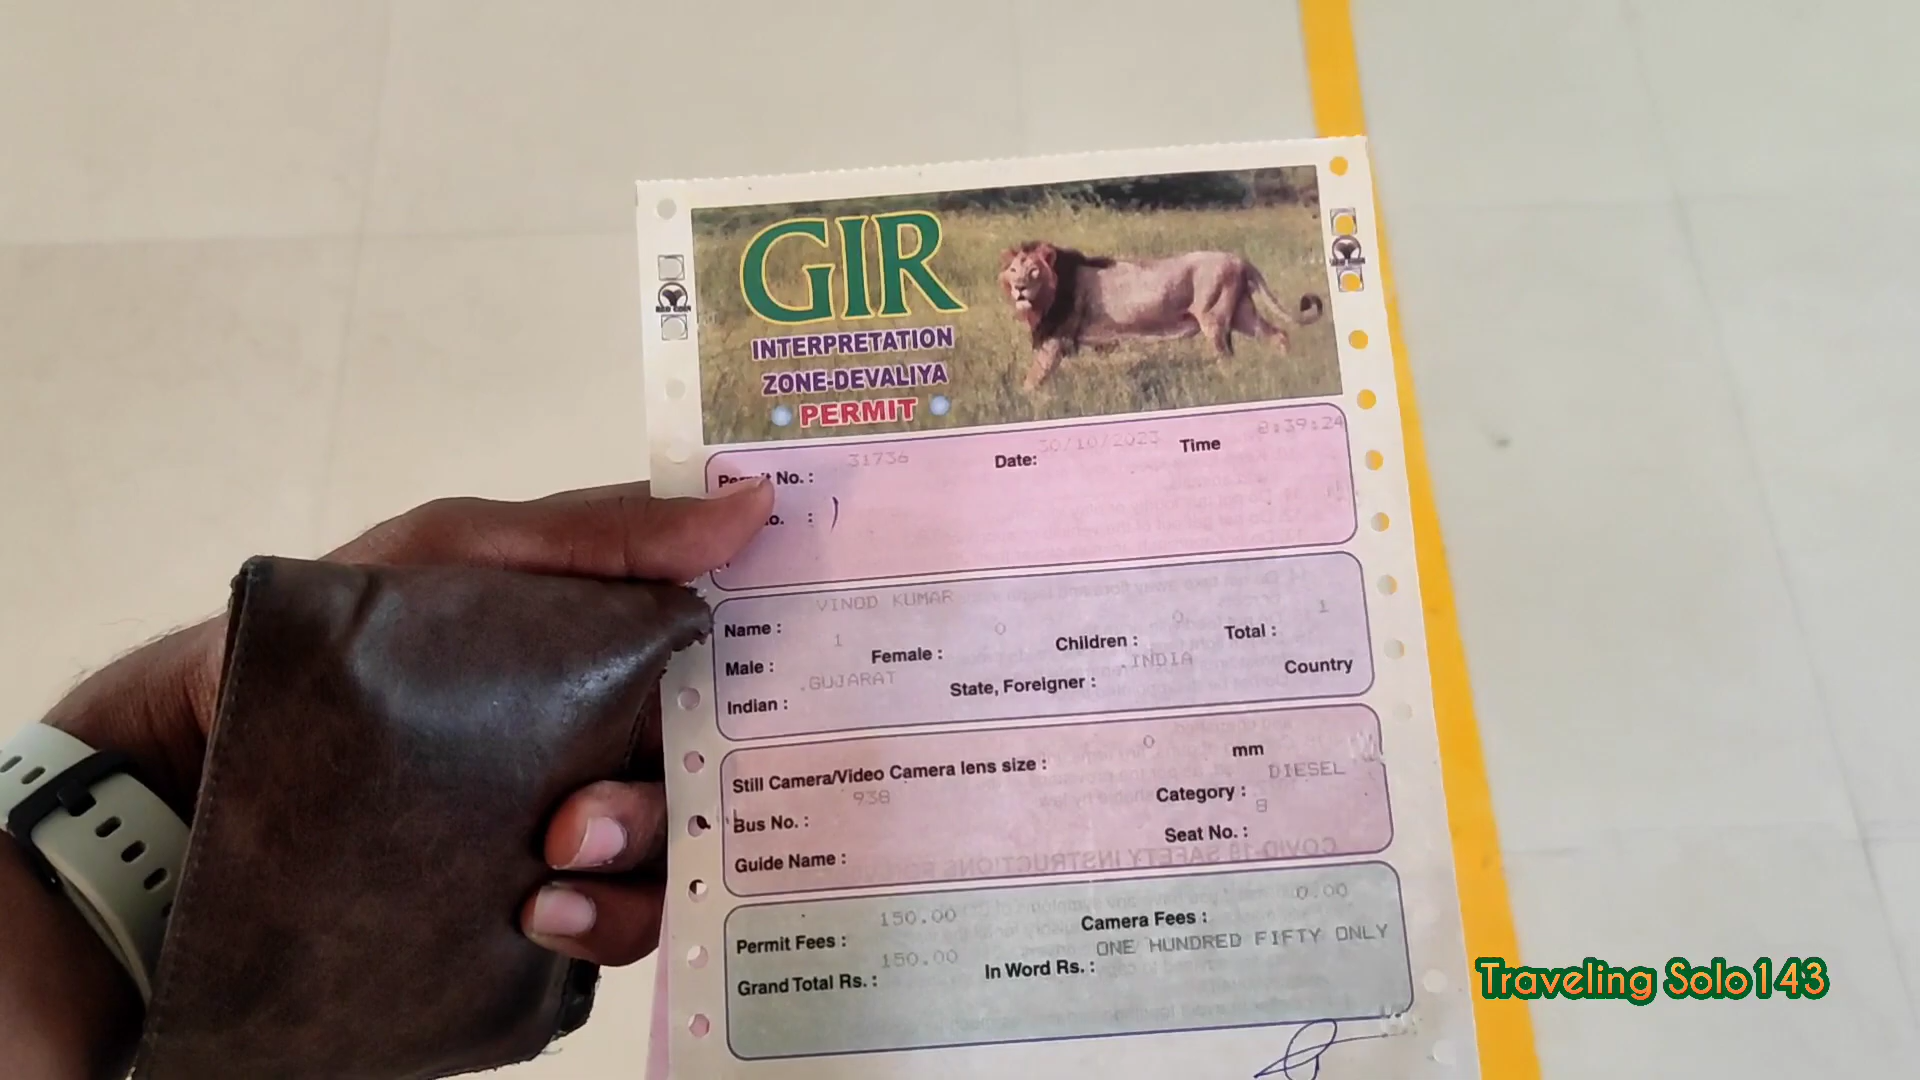 GIR
INTERPRETATION
ZONE-DEVALIYA
PERMIT
Permit No. : 31736 Date: 30/10/2023 Time 8:39:24
o. : )
Name : VINOD KUMAR
Male : 1 Female : 0 Children : 0 Total : 1
Indian : .GUJARAT State, Foreigner : .INDIA Country
Still Camera/Video Camera lens size : 0 mm
Bus No. : 938 Category : DIESEL
Guide Name : Seat No. : 8
Permit Fees : 150.00 Camera Fees : 0.00
Grand Total Rs. : 150.00 In Word Rs. : ONE HUNDRED FIFTY ONLY
COVID-19 SAFETY INSTRUCTIONS FOR
Traveling Solo143